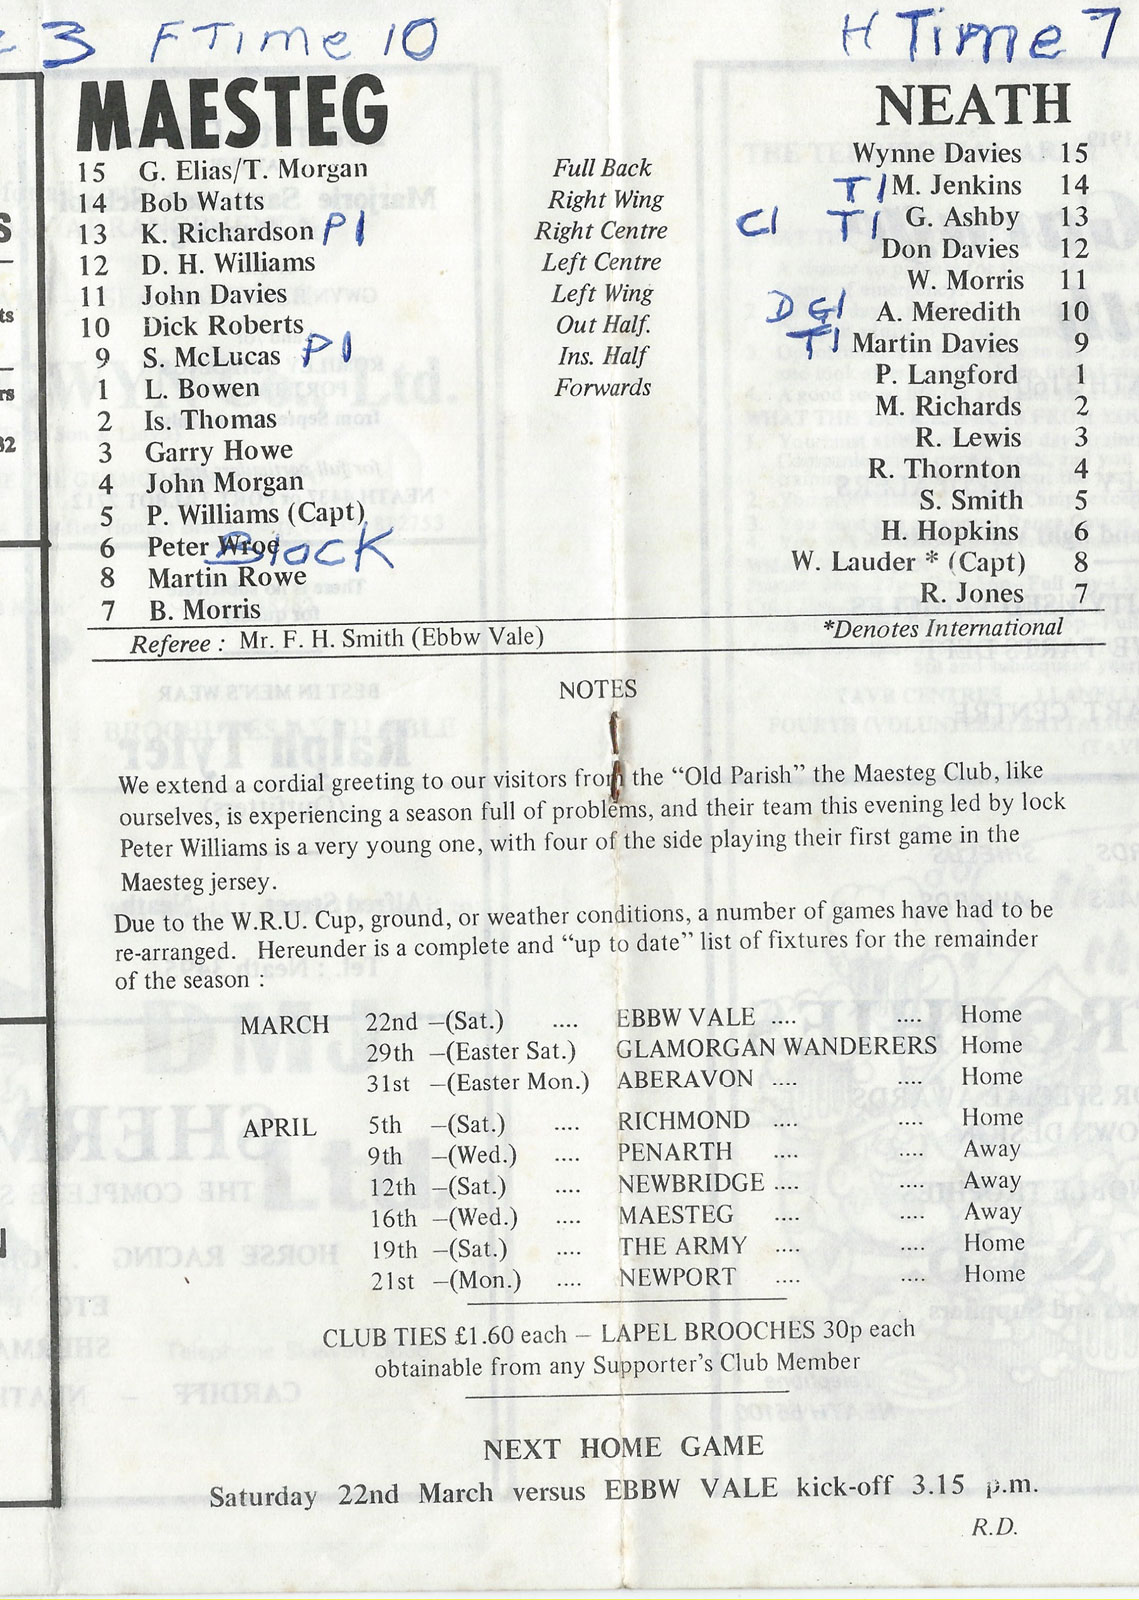 3 F Time 10 H Time 7
MAESTEG NEATH
15 G. Elias/T. Morgan Full Back Wynne Davies 15
14 Bob Watts Right Wing T1 M. Jenkins 14
13 K. Richardson P1 Right Centre C1 T1 G. Ashby 13
12 D. H. Williams Left Centre Don Davies 12
11 John Davies Left Wing W. Morris 11
10 Dick Roberts Out Half. D G1 A. Meredith 10
9 S. McLucas P1 Ins. Half T1 Martin Davies 9
1 L. Bowen Forwards P. Langford 1
2 Is. Thomas M. Richards 2
3 Garry Howe R. Lewis 3
4 John Morgan R. Thornton 4
5 P. Williams (Capt) S. Smith 5
6 Peter Wroe Block H. Hopkins 6
8 Martin Rowe W. Lauder * (Capt) 8
7 B. Morris R. Jones 7
Referee : Mr. F. H. Smith (Ebbw Vale) *Denotes International
NOTES
We extend a cordial greeting to our visitors from the “Old Parish” the Maesteg Club, like
ourselves, is experiencing a season full of problems, and their team this evening led by lock
Peter Williams is a very young one, with four of the side playing their first game in the
Maesteg jersey.
Due to the W.R.U. Cup, ground, or weather conditions, a number of games have had to be
re-arranged. Hereunder is a complete and “up to date” list of fixtures for the remainder
of the season :
MARCH 22nd –(Sat.) .... EBBW VALE .... .... Home
29th –(Easter Sat.) GLAMORGAN WANDERERS Home
31st –(Easter Mon.) ABERAVON .... .... Home
APRIL 5th –(Sat.) .... RICHMOND .... .... Home
9th –(Wed.) .... PENARTH .... .... Away
12th –(Sat.) .... NEWBRIDGE .... .... Away
16th –(Wed.) .... MAESTEG .... .... Away
19th –(Sat.) .... THE ARMY .... .... Home
21st –(Mon.) .... NEWPORT .... .... Home
CLUB TIES £1.60 each – LAPEL BROOCHES 30p each
obtainable from any Supporter’s Club Member
NEXT HOME GAME
Saturday 22nd March versus EBBW VALE kick-off 3.15 p.m.
R.D.